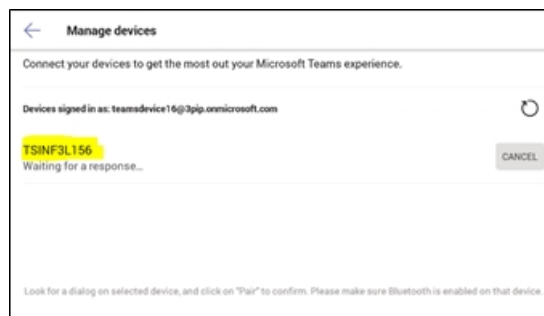 Manage devices
Connect your devices to get the most out your Microsoft Teams experience.
Devices signed in as: teamsdevice16@3pip.onmicrosoft.com
TSINF3L156
Waiting for a response...
CANCEL
Look for a dialog on selected device, and click on "Pair" to confirm. Please make sure Bluetooth is enabled on that device.